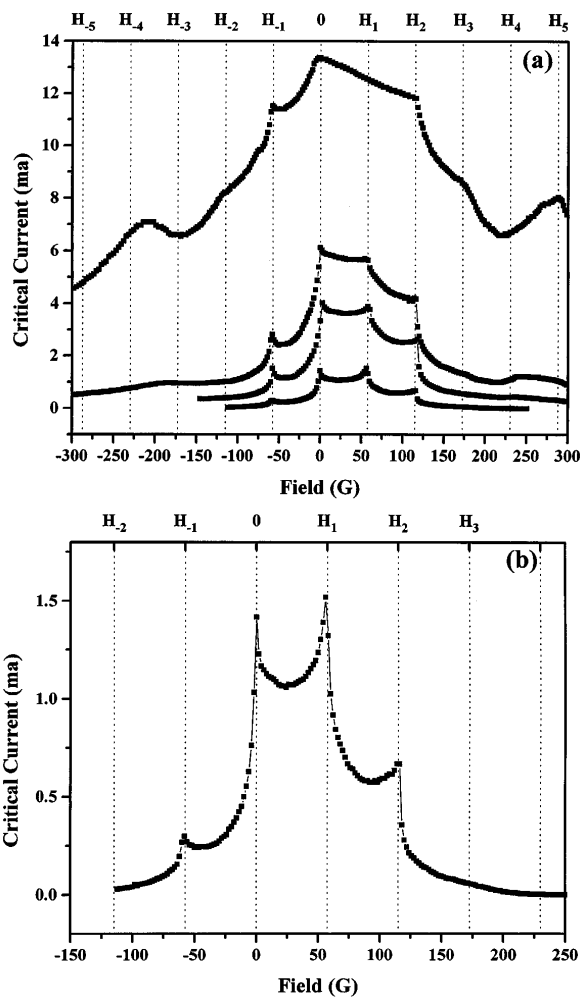 H-5 H-4 H-3 H-2 H-1 0 H1 H2 H3 H4 H5
(a)
14
12
10
8
6
4
2
0
Critical Current (ma)
-300 -250 -200 -150 -100 -50 0 50 100 150 200 250 300
Field (G)
H-2 H-1 0 H1 H2 H3
(b)
1.5
1.0
0.5
0.0
Critical Current (ma)
-150 -100 -50 0 50 100 150 200 250
Field (G)